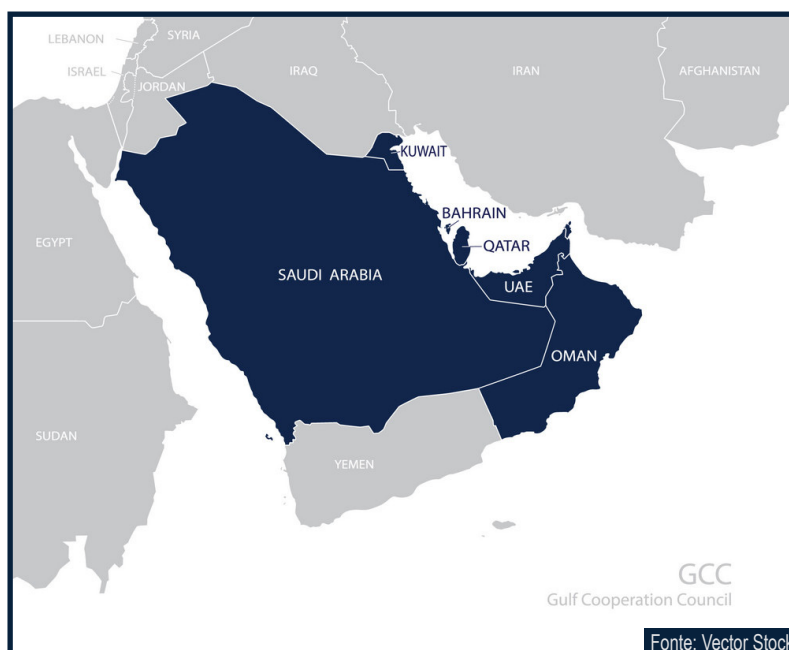 SYRIA
LEBANON
ISRAEL
JORDAN
IRAQ
IRAN
AFGHANISTAN
KUWAIT
BAHRAIN
QATAR
EGYPT
SAUDI ARABIA
UAE
OMAN
SUDAN
YEMEN
GCC
Gulf Cooperation Council
Fonte: Vector Stock